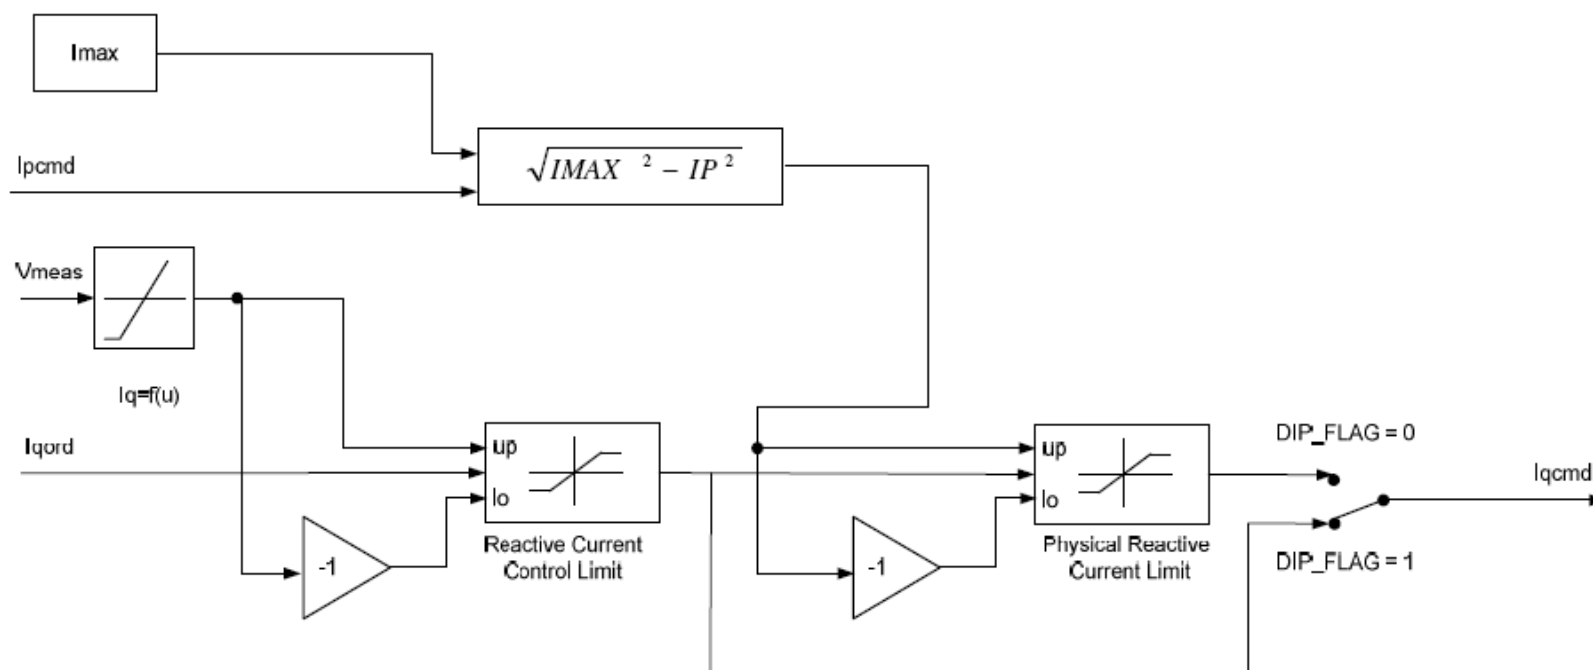 Imax
Ipcmd
√IMAX ² − IP ²
Vmeas
Iq=f(u)
Iqord
up
lo
-1
Reactive Current
Control Limit
up
lo
-1
Physical Reactive
Current Limit
DIP_FLAG = 0
Iqcmd
DIP_FLAG = 1